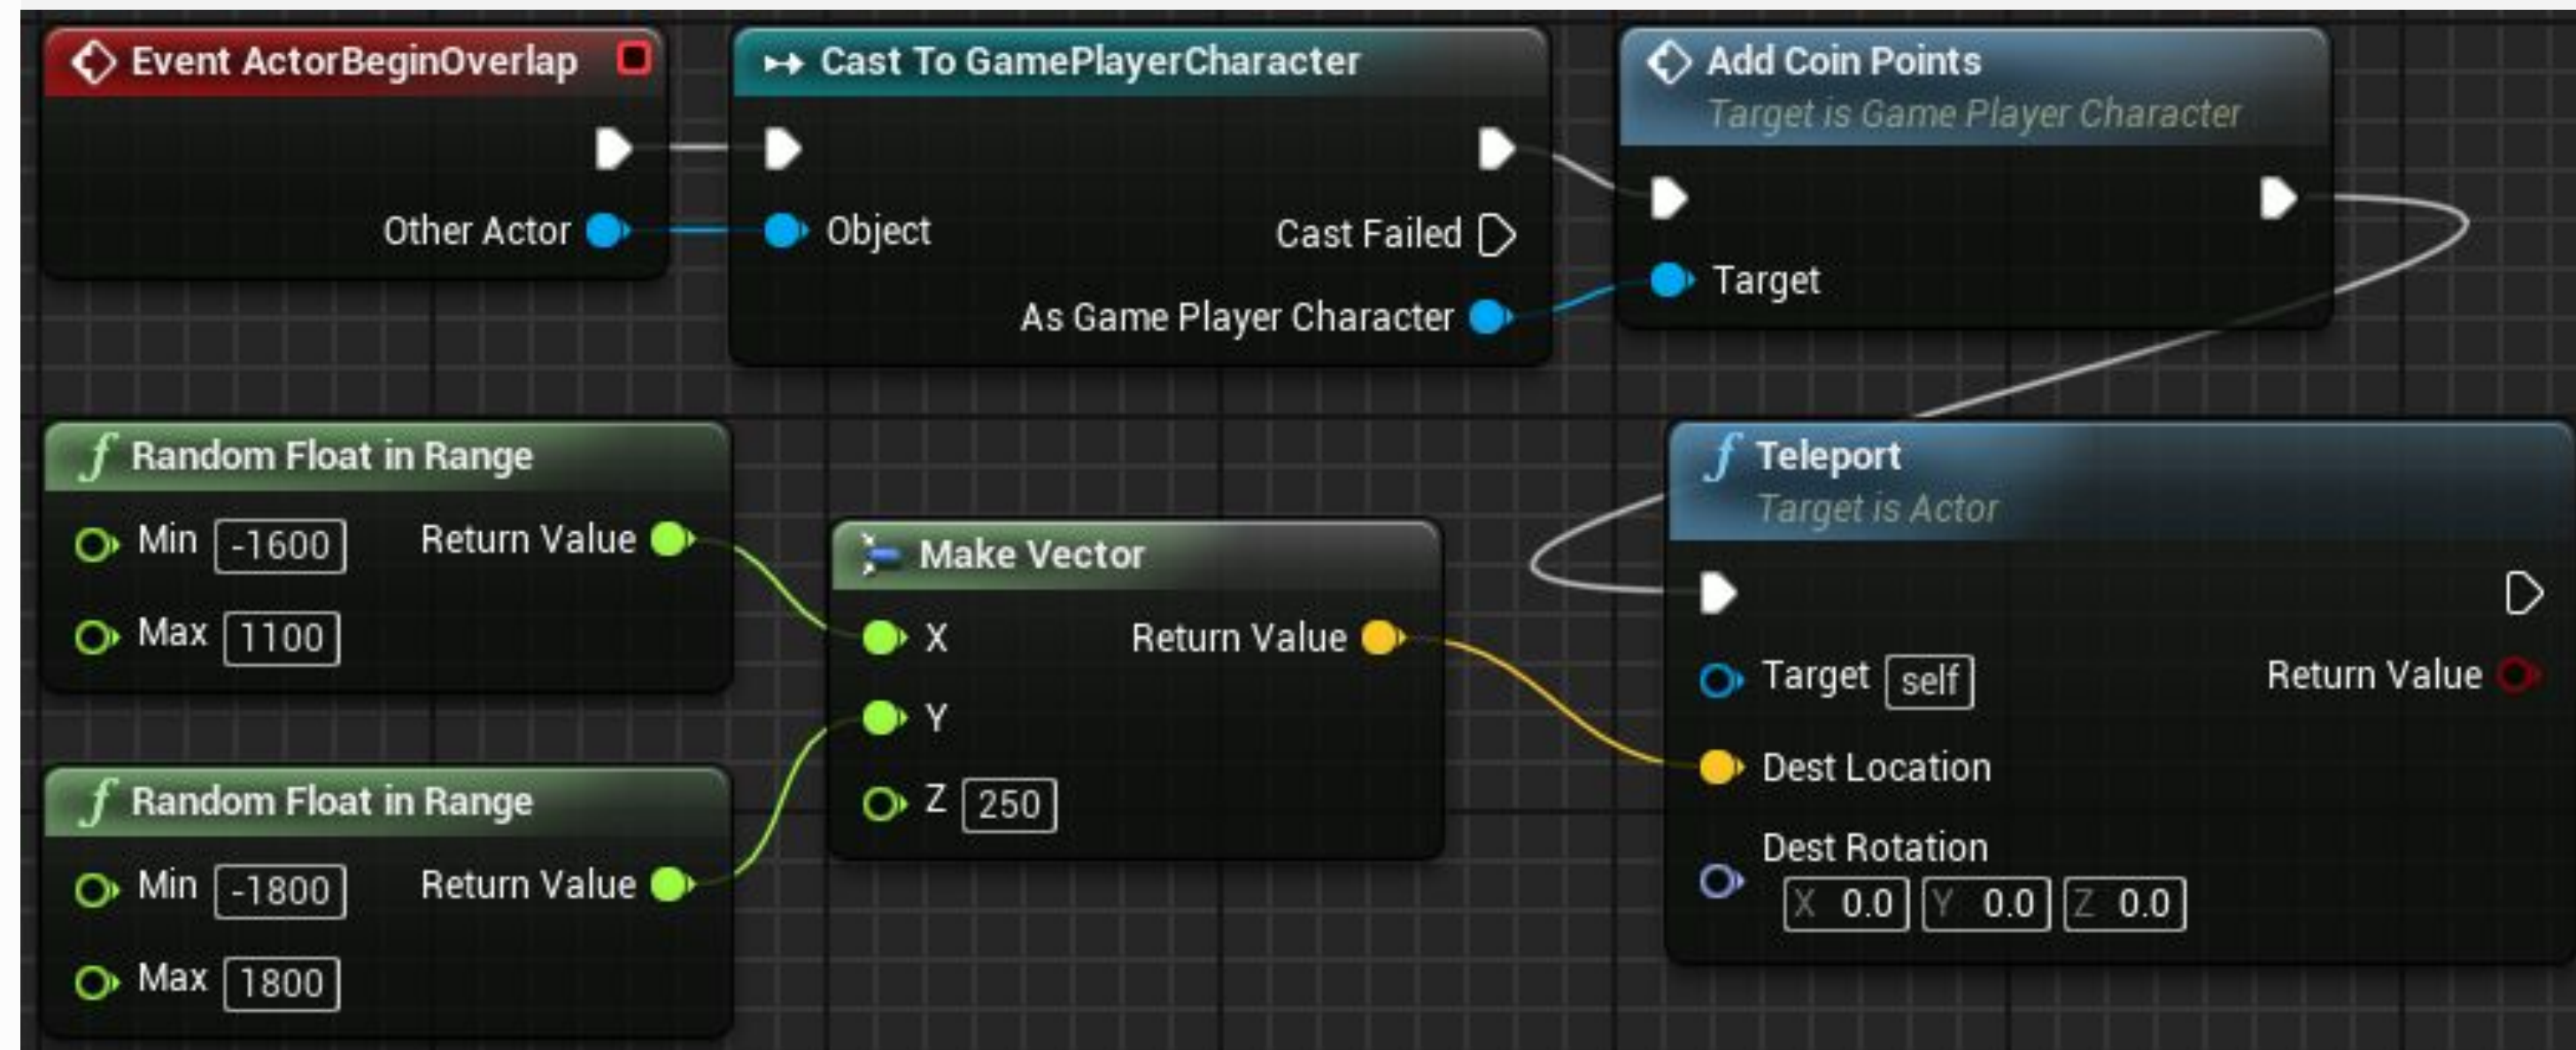 Event ActorBeginOverlap
Other Actor
Cast To GamePlayerCharacter
Object
Cast Failed
As Game Player Character
Add Coin Points
Target is Game Player Character
Target
f Random Float in Range
Min -1600 Return Value
Max 1100
f Random Float in Range
Min -1800 Return Value
Max 1800
Make Vector
X Return Value
Y
Z 250
f Teleport
Target is Actor
Target self Return Value
Dest Location
Dest Rotation
X 0.0 Y 0.0 Z 0.0